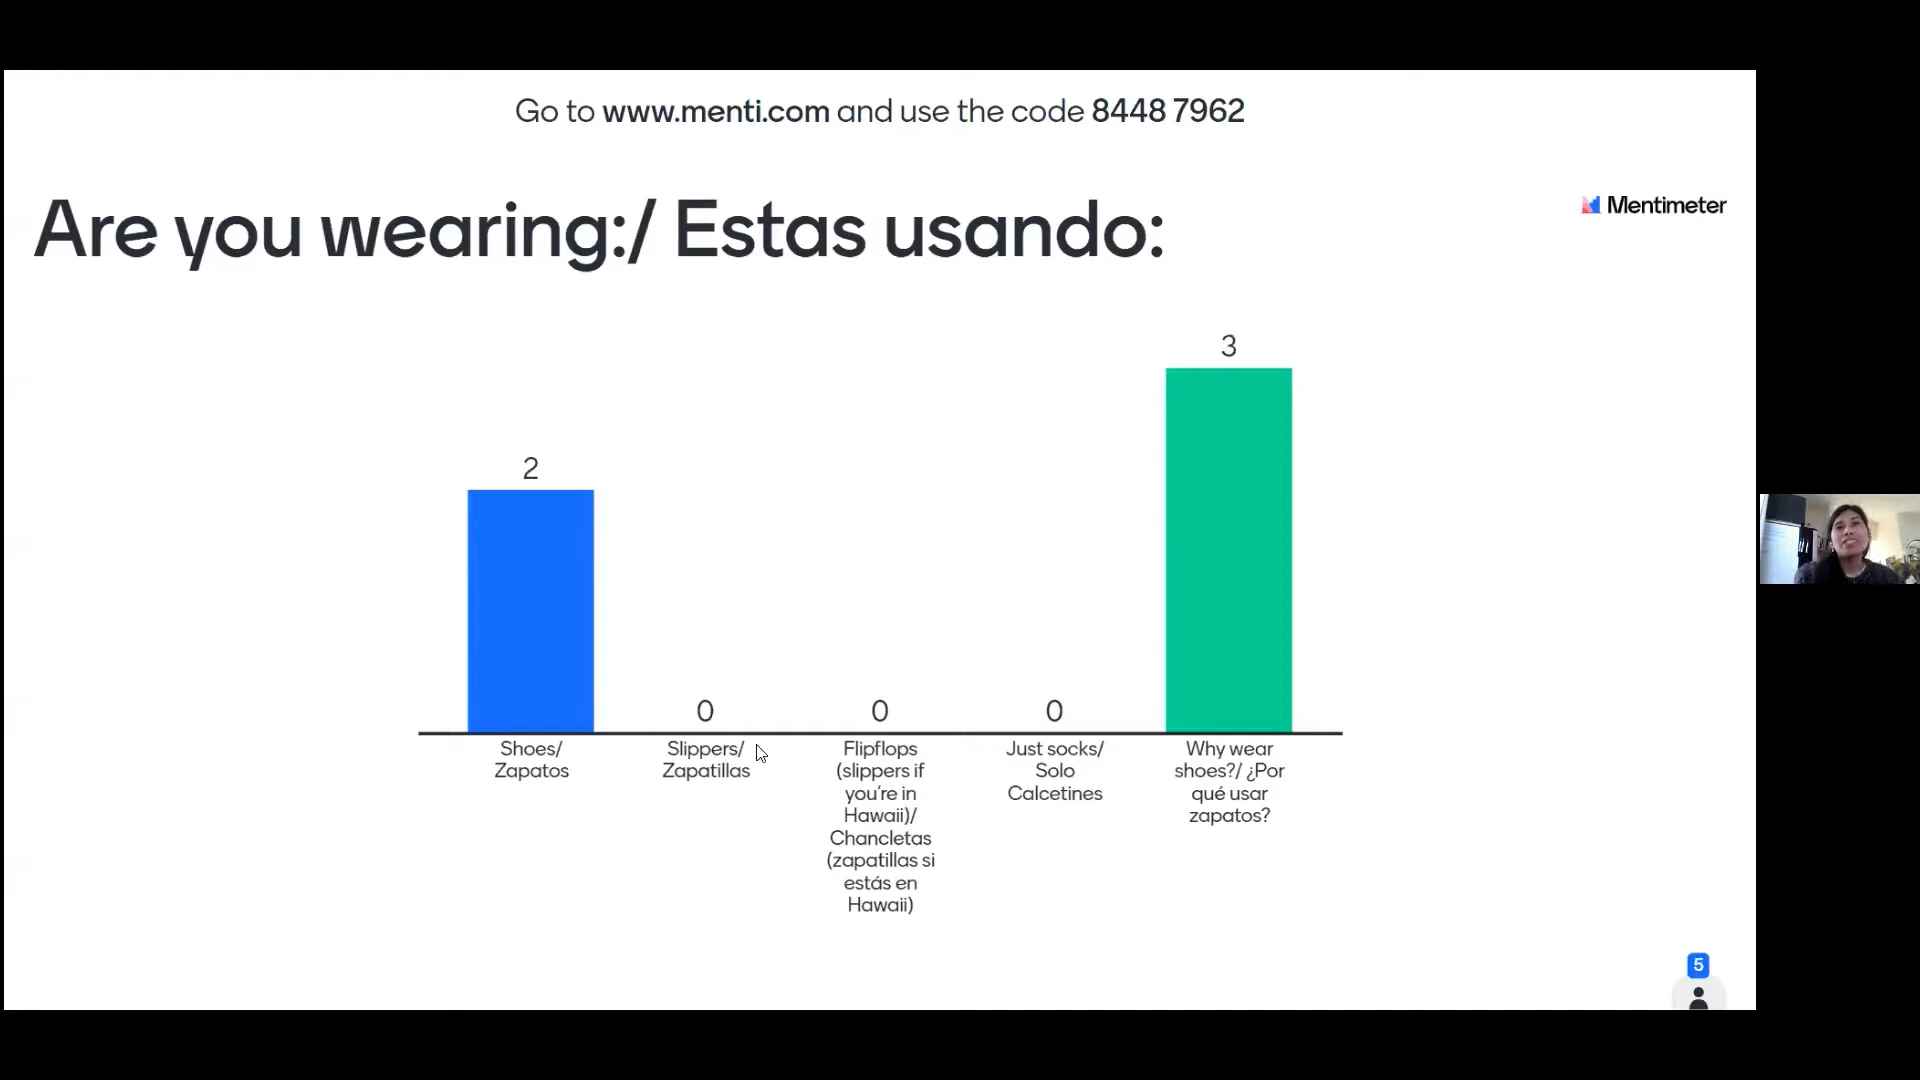 Go to www.menti.com and use the code 8448 7962
Are you wearing:/ Estas usando:
Mentimeter
3
2
0
0
0
Shoes/
Zapatos
Slippers/
Zapatillas
Flipflops
(slippers if
you're in
Hawaii)/
Chancletas
(zapatillas si
estás en
Hawaii)
Just socks/
Solo
Calcetines
Why wear
shoes?/ ¿Por
qué usar
zapatos?
5